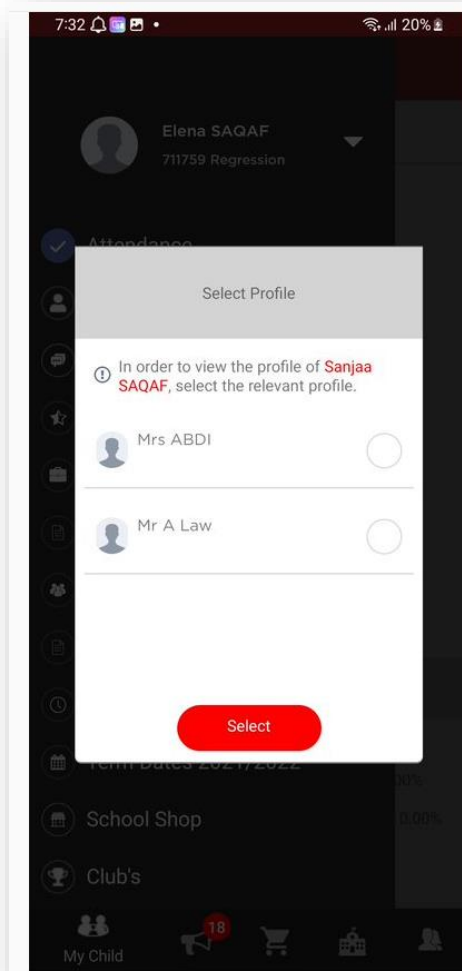 7:32
20%
Elena SAQAF
711759 Regression
Attendance
Select Profile
In order to view the profile of Sanjaa
SAQAF, select the relevant profile.
Mrs ABDI
Mr A Law
Select
Term Dates 2021/2022
School Shop
0.00%
Club's
18
My Child